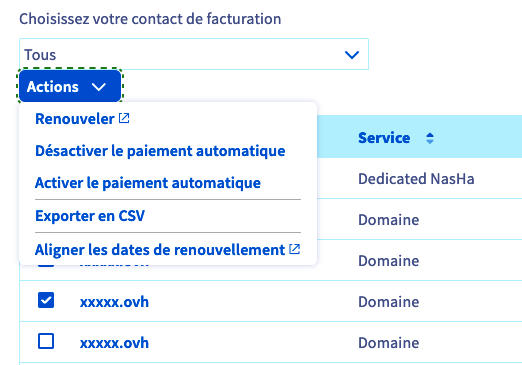 Choisissez votre contact de facturation
Tous
Actions
Renouveler
Désactiver le paiement automatique
Activer le paiement automatique
Exporter en CSV
Aligner les dates de renouvellement
Service
Dedicated NasHa
Domaine
Domaine
xxxxx.ovh Domaine
xxxxx.ovh Domaine